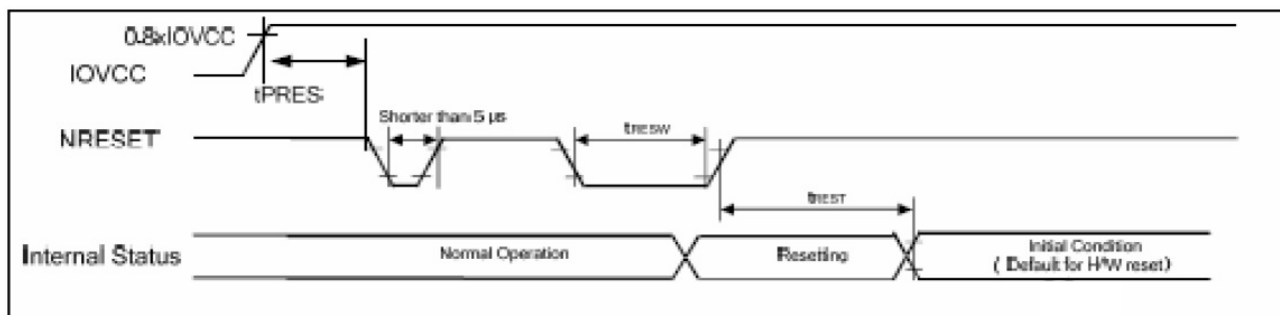 0.8xIOVCC
IOVCC
tPRES
Shorter than 5 μs
NRESET
tRESW
tREST
Internal Status
Normal Operation
Resetting
Initial Condition
( Default for H/W reset)